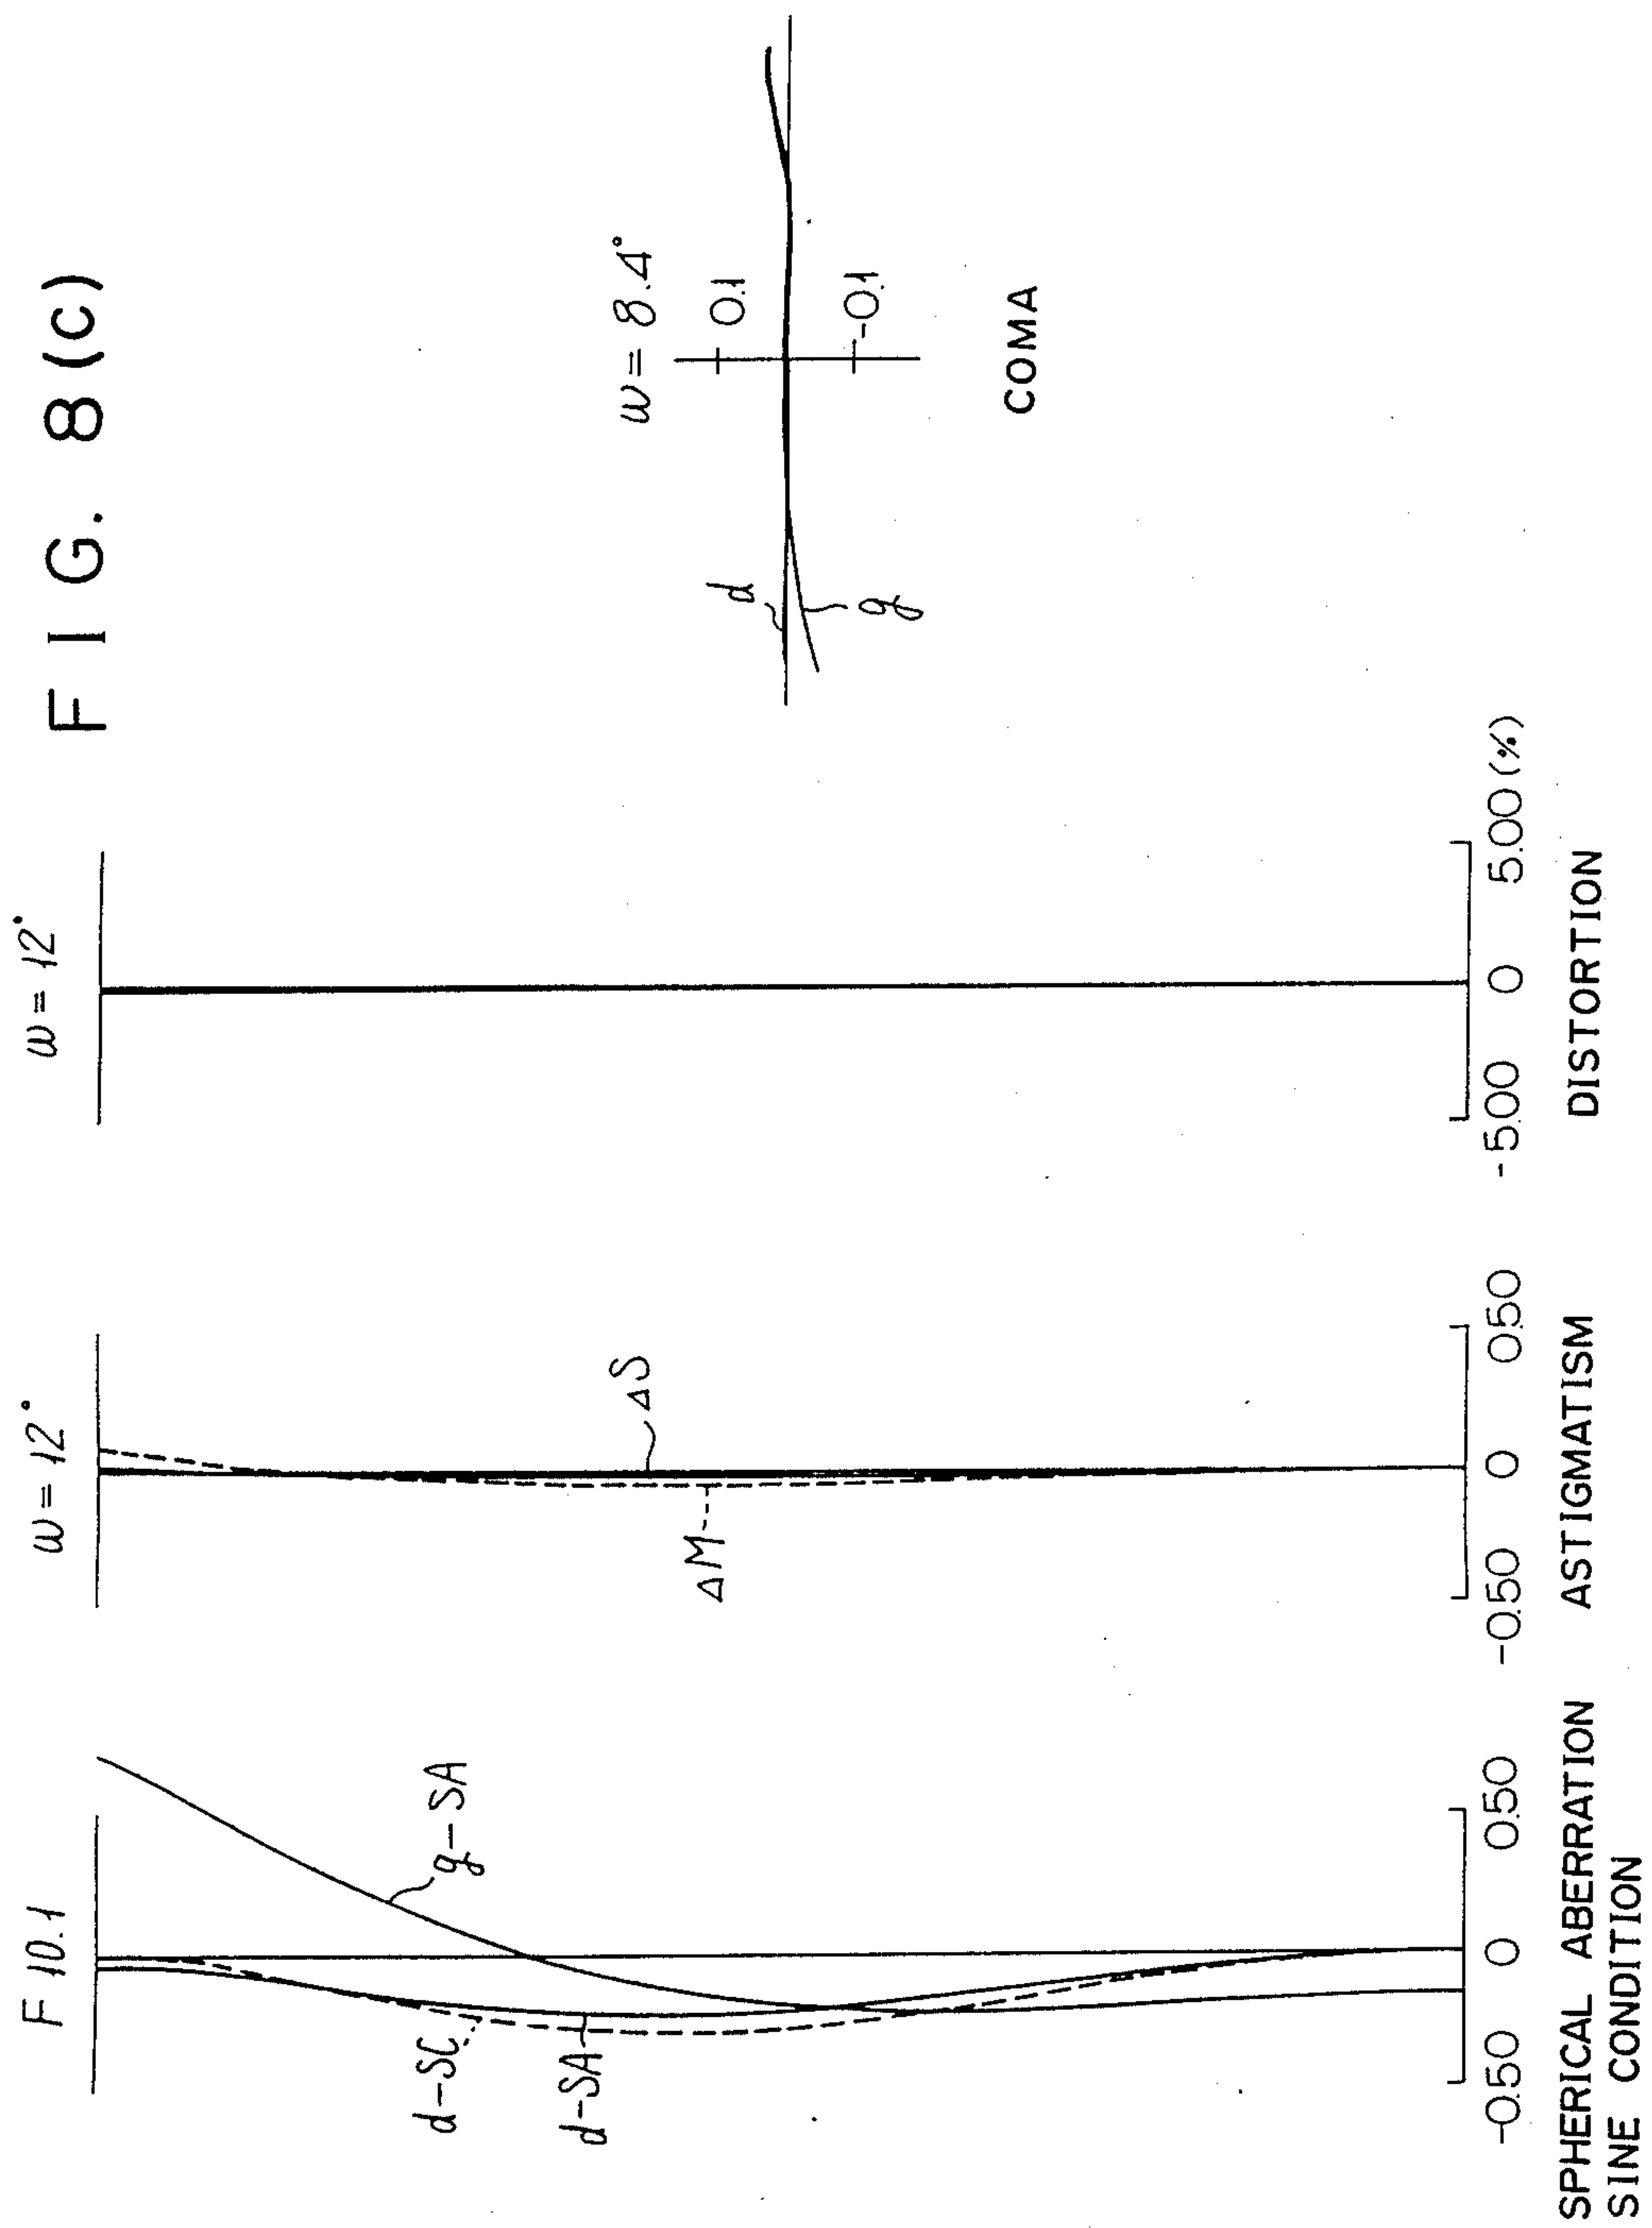 FIG. 8(C)
F 10.1
d-SC
d-SA
g-SA
-0.50 0 0.50
SPHERICAL ABERRATION
SINE CONDITION
ω = 12°
ΔM
ΔS
-0.50 0 0.50
ASTIGMATISM
ω = 12°
-5.00 0 5.00 (%)
DISTORTION
ω = 8.4°
0.1
-0.1
d
g
COMA